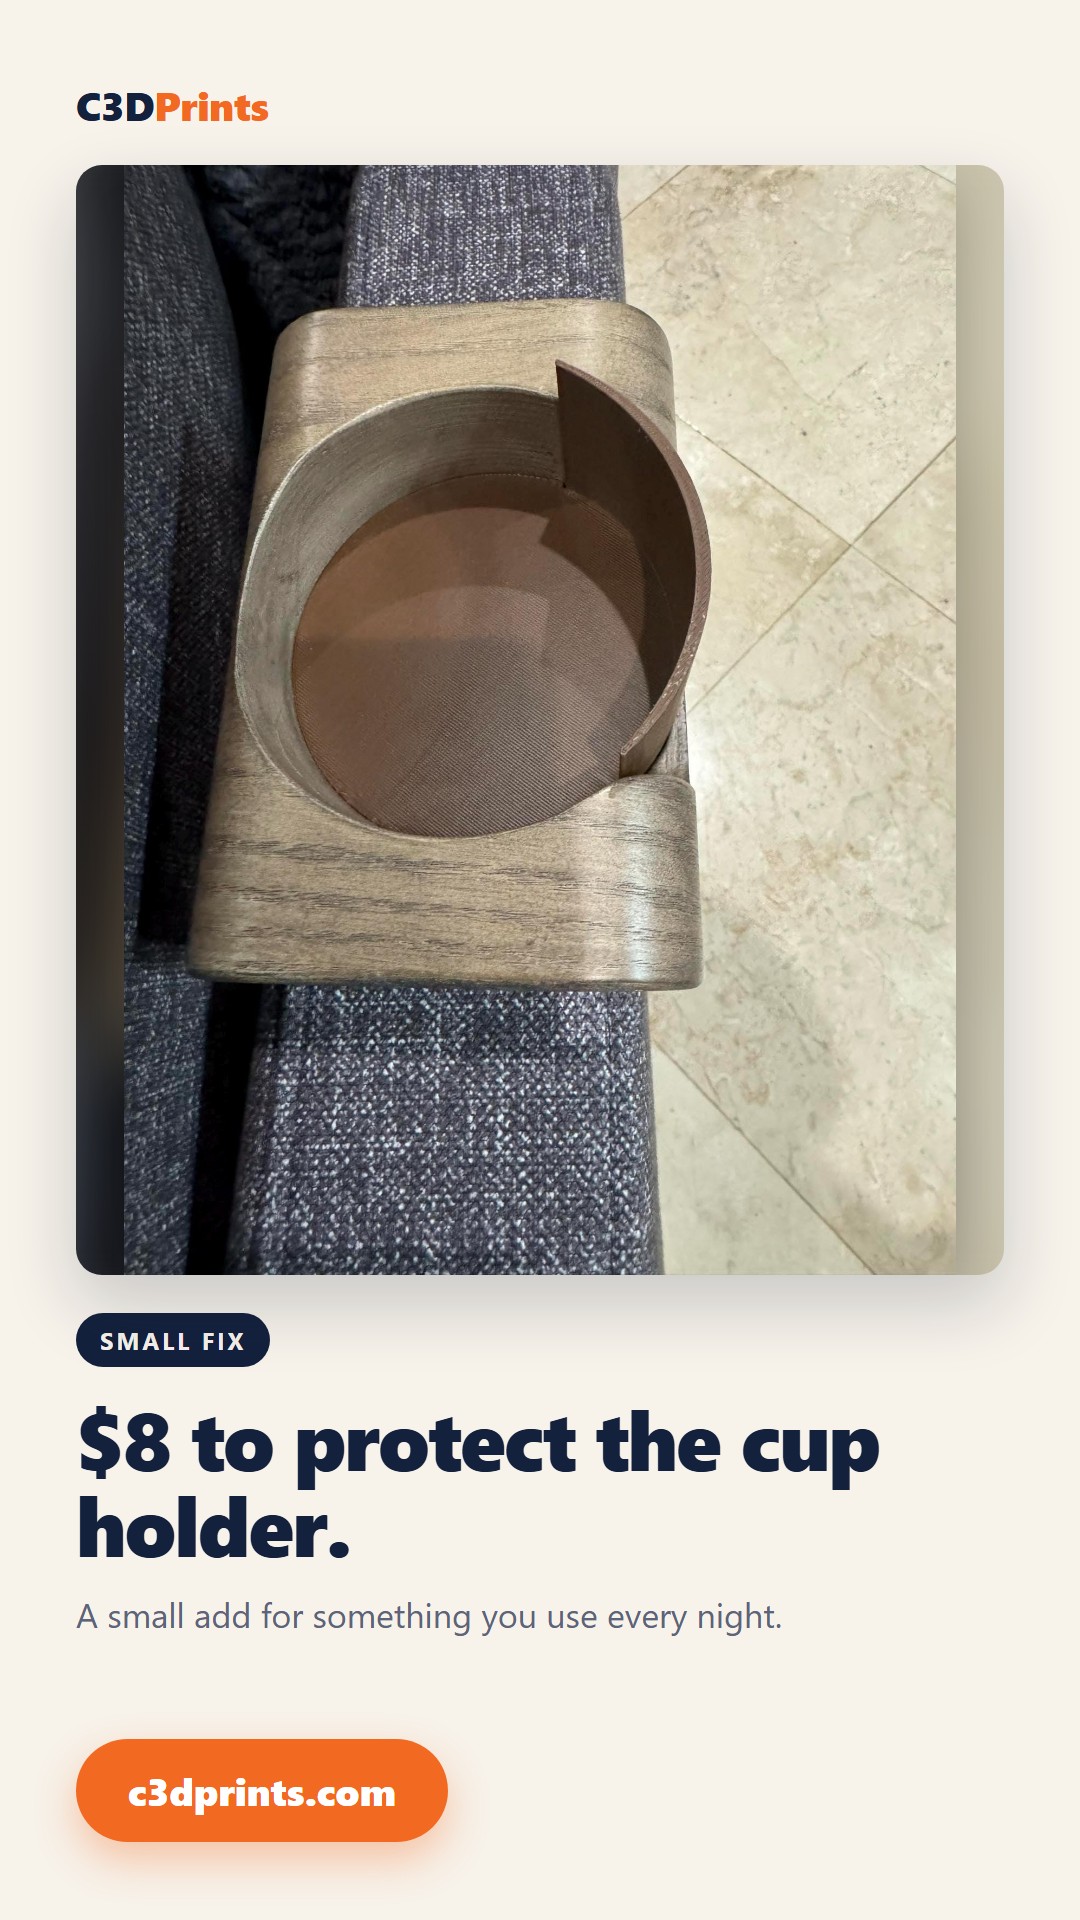 C3DPrints
SMALL FIX
$8 to protect the cup
holder.
A small add for something you use every night.
c3dprints.com